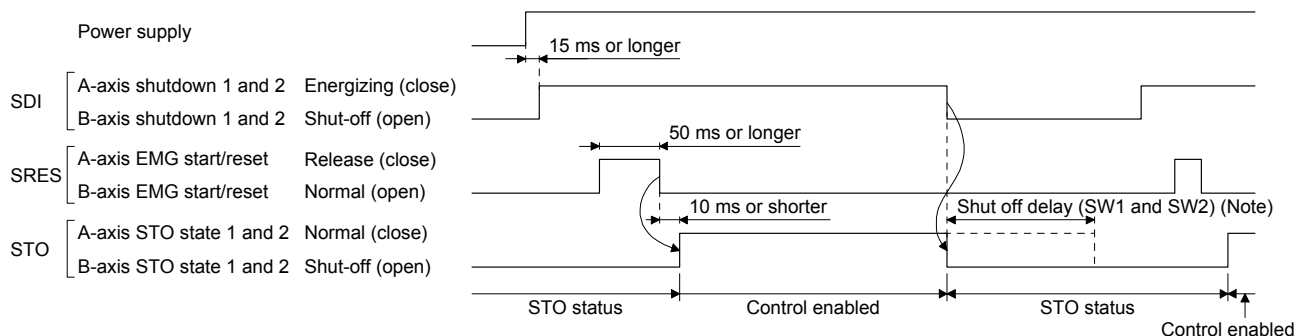 Power supply
15 ms or longer
SDI
A-axis shutdown 1 and 2 Energizing (close)
B-axis shutdown 1 and 2 Shut-off (open)
50 ms or longer
SRES
A-axis EMG start/reset Release (close)
B-axis EMG start/reset Normal (open)
10 ms or shorter
Shut off delay (SW1 and SW2) (Note)
STO
A-axis STO state 1 and 2 Normal (close)
B-axis STO state 1 and 2 Shut-off (open)
STO status
Control enabled
STO status
Control enabled